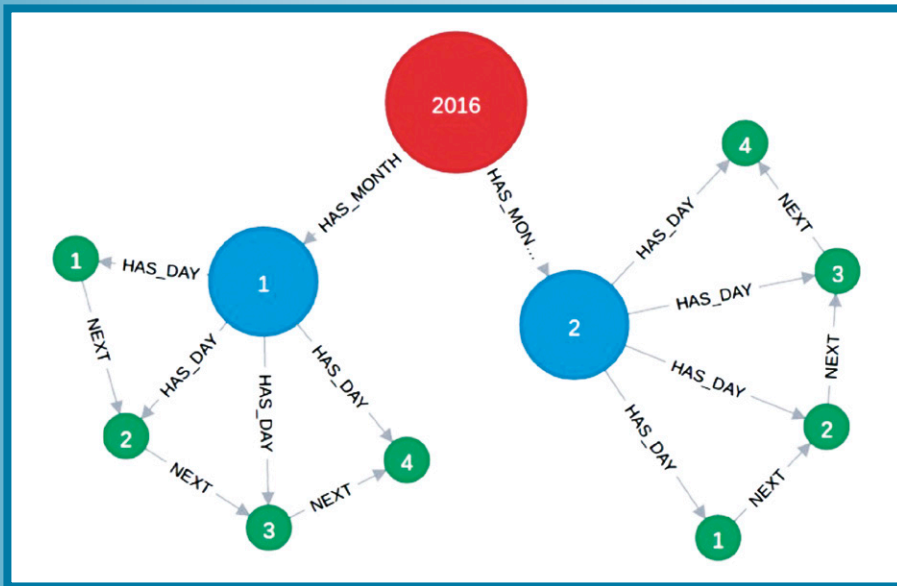 2016
HAS_MONTH
HAS_MON...
1
HAS_DAY
1
HAS_DAY
HAS_DAY
HAS_DAY
NEXT
2
NEXT
3
NEXT
4
2
HAS_DAY
4
NEXT
HAS_DAY
3
HAS_DAY
NEXT
2
HAS_DAY
NEXT
1